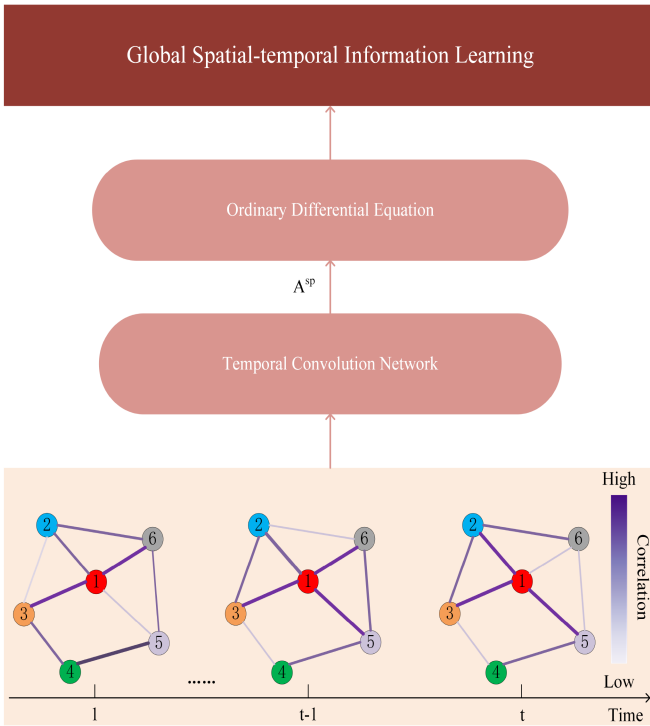 Global Spatial-temporal Information Learning
Ordinary Differential Equation
A^sp
Temporal Convolution Network
High
Correlation
Low
2
6
1
3
5
4
2
6
1
3
5
4
2
6
1
3
5
4
......
1
t-1
t
Time